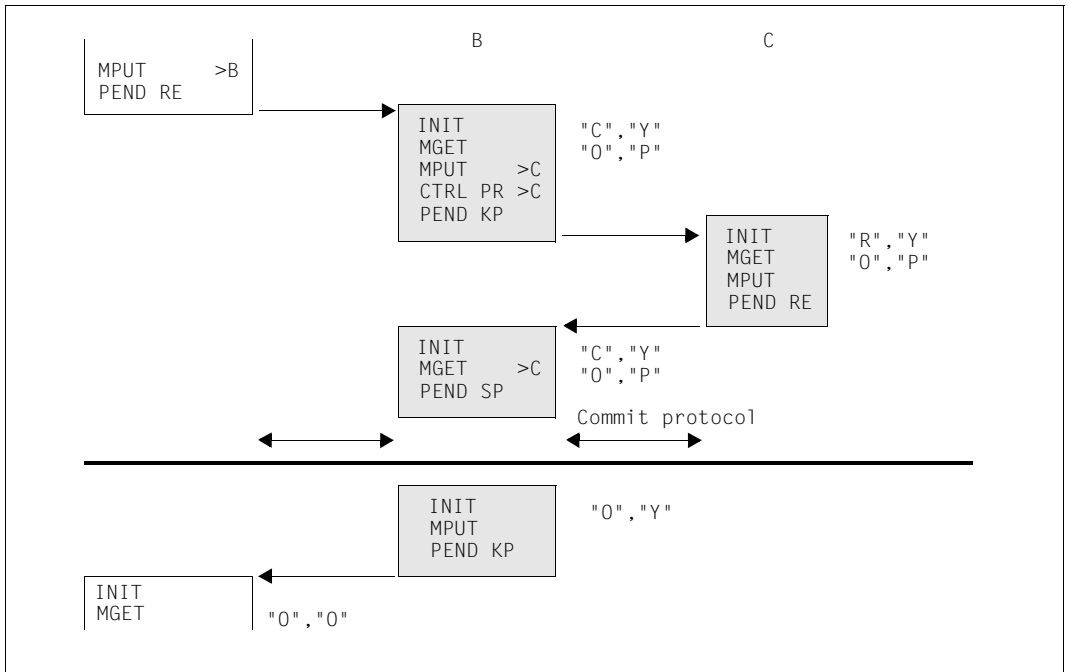 B C
MPUT >B
PEND RE
INIT
MGET
MPUT >C
CTRL PR >C
PEND KP
"C","Y"
"O","P"
INIT
MGET
MPUT
PEND RE
"R","Y"
"O","P"
INIT
MGET >C
PEND SP
"C","Y"
"O","P"
Commit protocol
INIT
MPUT
PEND KP
"O","Y"
INIT
MGET
"O","O"